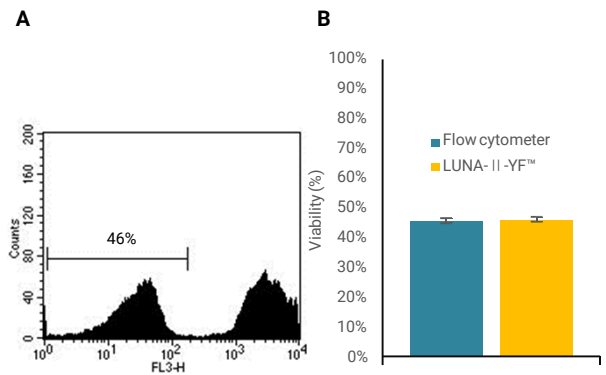 A
200
160
120
80
40
0
Counts
46%
10⁰ 10¹ 10² 10³ 10⁴
FL3-H
B
100%
90%
80%
70%
60%
50%
40%
30%
20%
10%
0%
Viability (%)
Flow cytometer
LUNA-Ⅱ-YF™